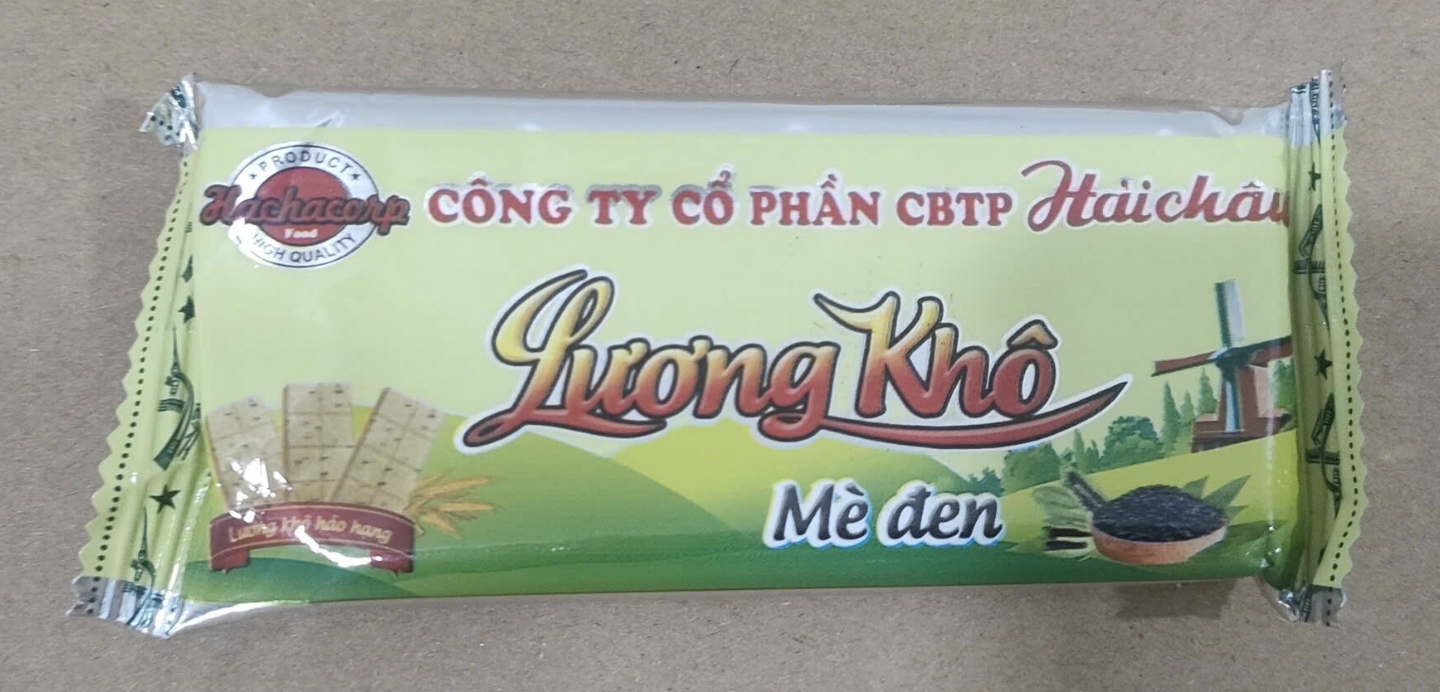 PRODUCT
Hachacorp
Food
HIGH QUALITY
CÔNG TY CỔ PHẦN CBTP Hải châu
Lương Khô
Mè đen
Lương khô hảo hạng